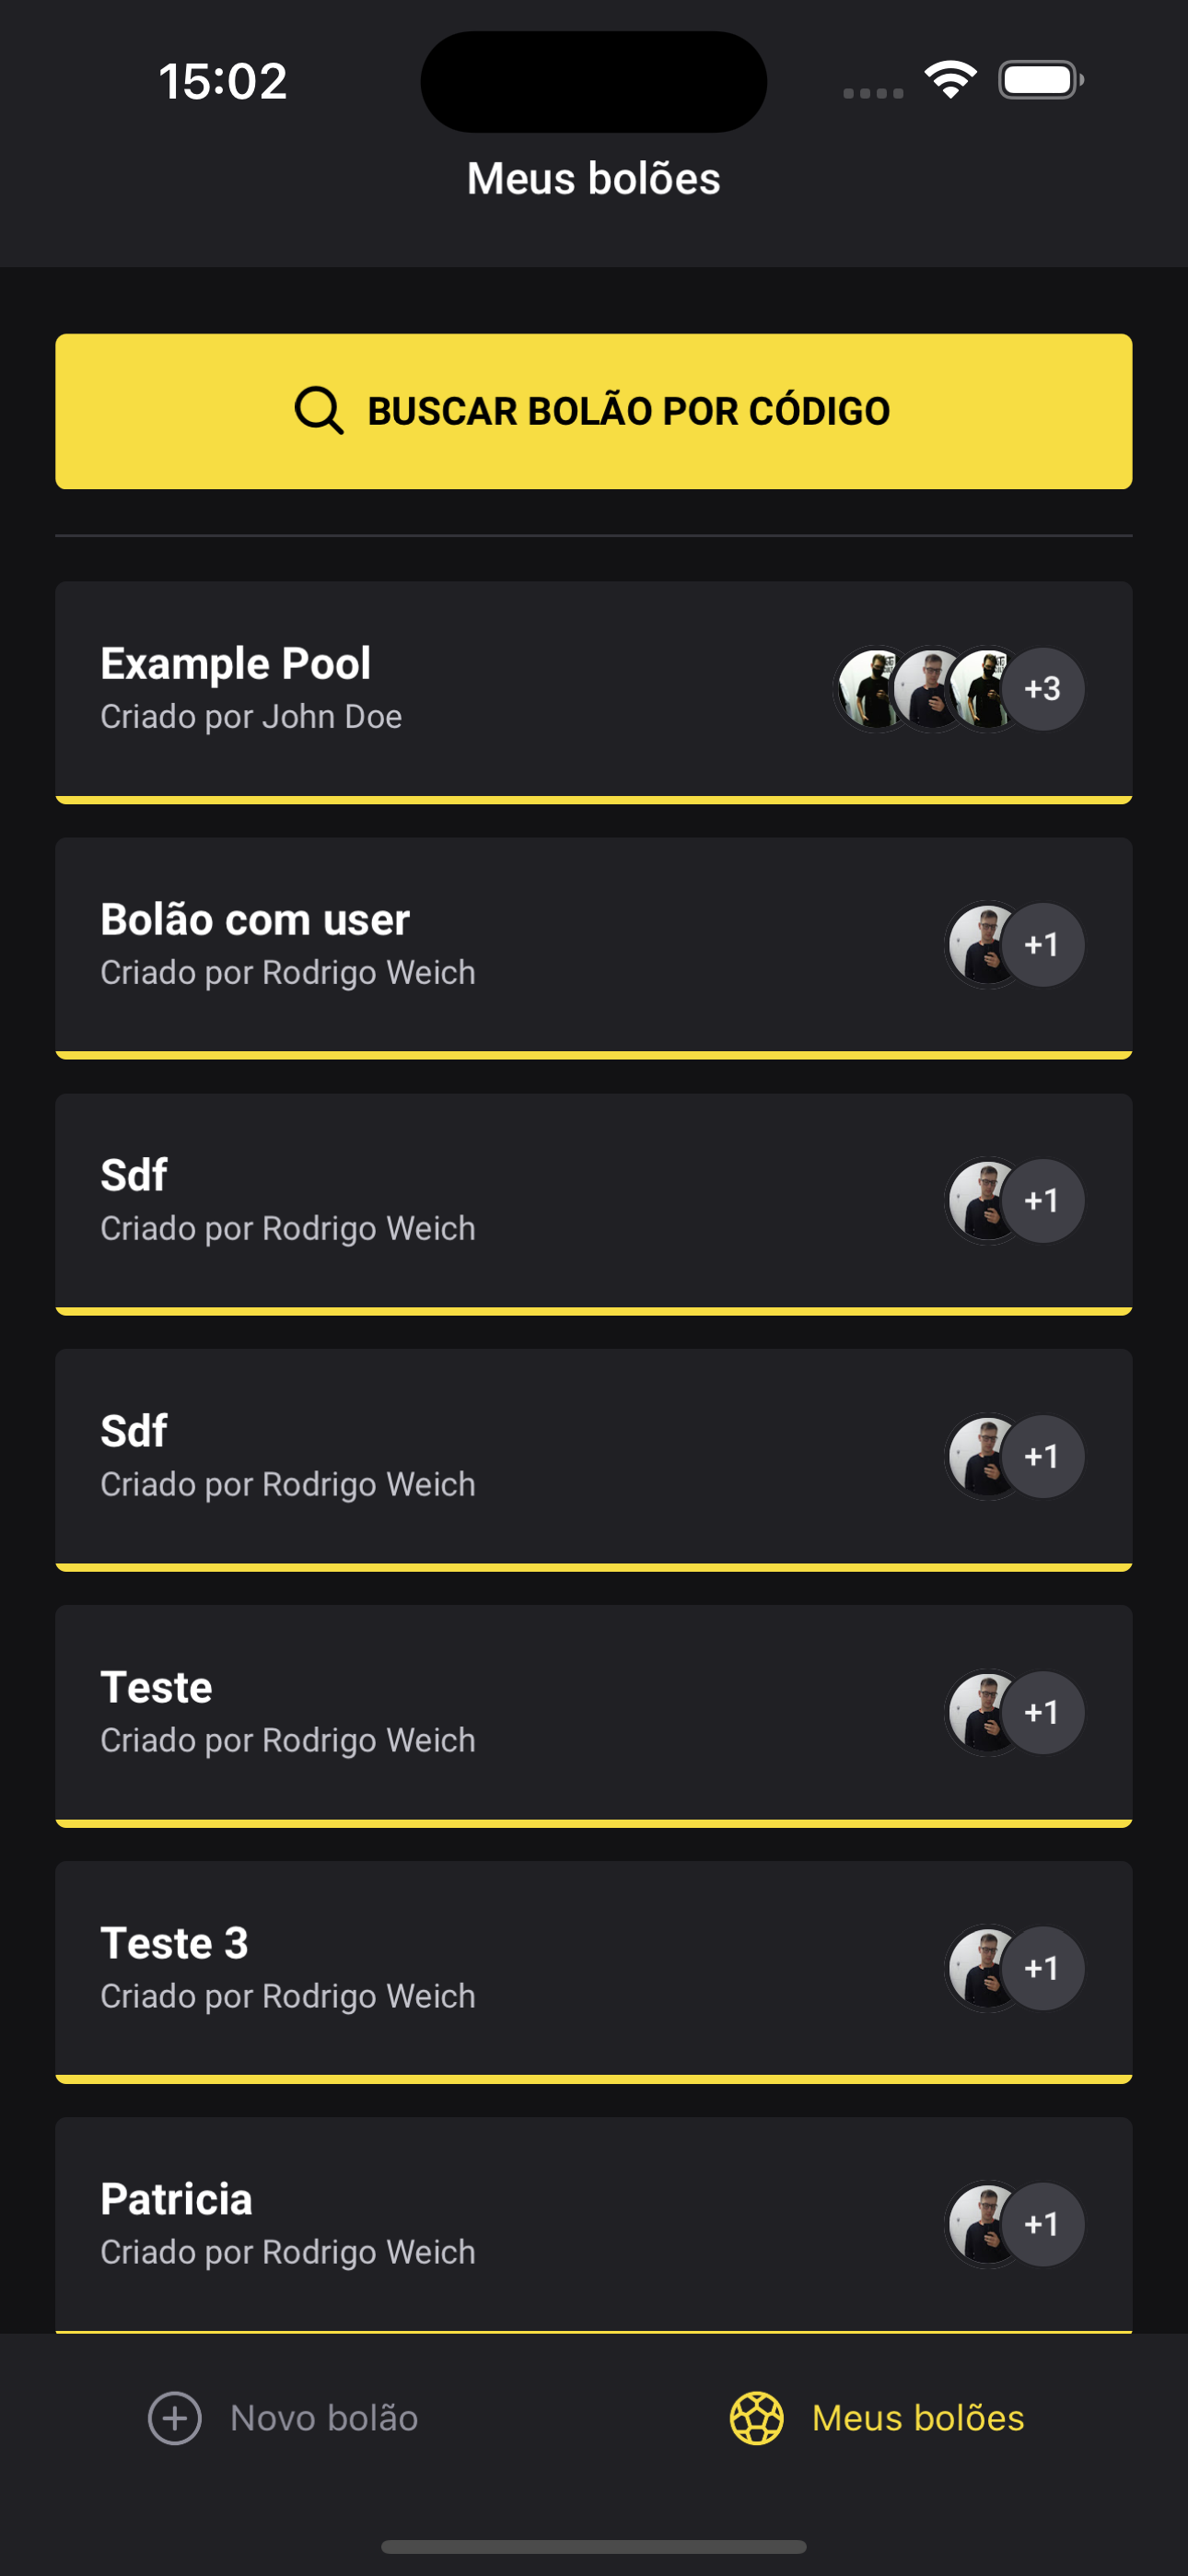 15:02
Meus bolões
BUSCAR BOLÃO POR CÓDIGO
Example Pool
Criado por John Doe
+3
Bolão com user
Criado por Rodrigo Weich
+1
Sdf
Criado por Rodrigo Weich
+1
Sdf
Criado por Rodrigo Weich
+1
Teste
Criado por Rodrigo Weich
+1
Teste 3
Criado por Rodrigo Weich
+1
Patricia
Criado por Rodrigo Weich
+1
Novo bolão
Meus bolões